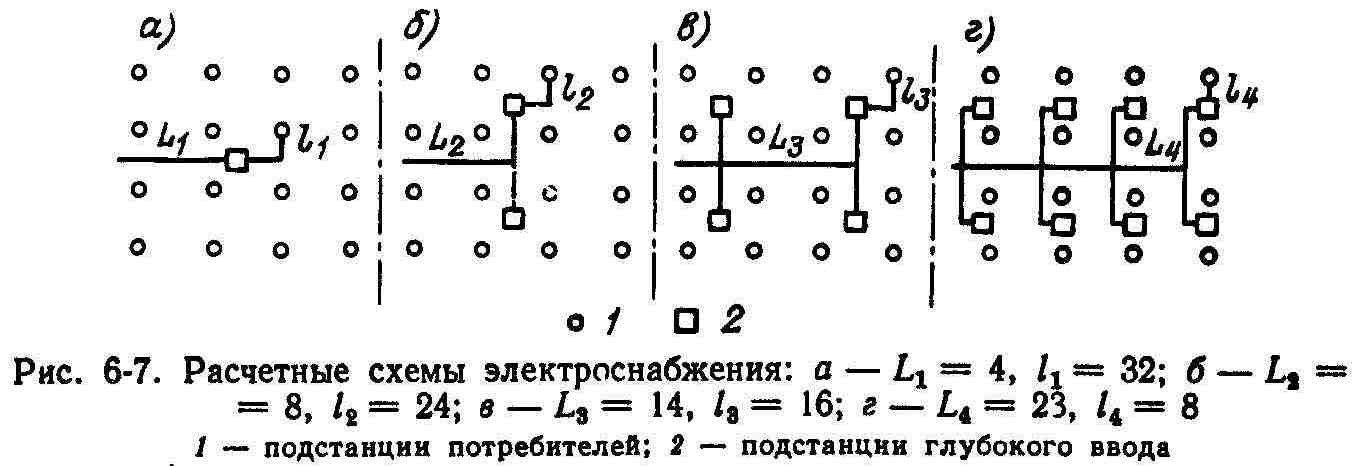 а) б) в) г)
l2 l3 l4
L1 l1 L2 L3 L4
1 2
Рис. 6-7. Расчетные схемы электроснабжения: а — L1 = 4, l1 = 32; б — L2 =
= 8, l2 = 24; в — L3 = 14, l3 = 16; г — L4 = 23, l4 = 8
1 — подстанции потребителей; 2 — подстанции глубокого ввода